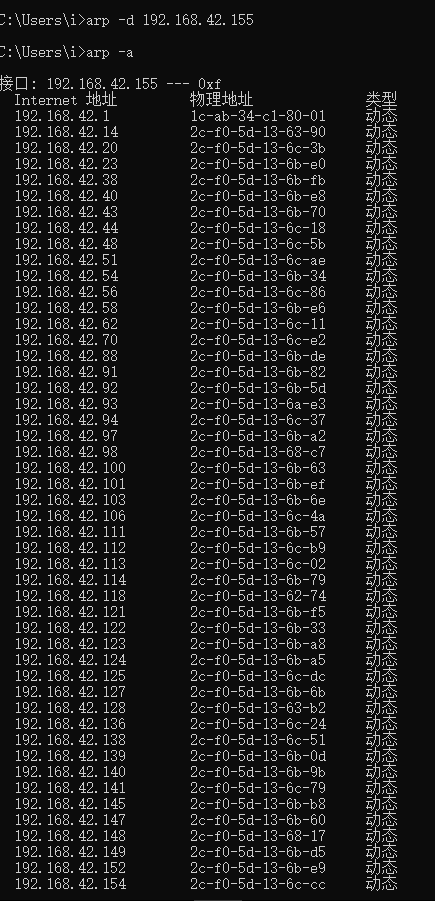 C:\Users\i>arp -d 192.168.42.155
C:\Users\i>arp -a
接口: 192.168.42.155 --- 0xf
Internet 地址 物理地址 类型
192.168.42.1 1c-ab-34-c1-80-01 动态
192.168.42.14 2c-f0-5d-13-63-90 动态
192.168.42.20 2c-f0-5d-13-6c-3b 动态
192.168.42.23 2c-f0-5d-13-6b-e0 动态
192.168.42.38 2c-f0-5d-13-6b-fb 动态
192.168.42.40 2c-f0-5d-13-6b-e8 动态
192.168.42.43 2c-f0-5d-13-6b-70 动态
192.168.42.44 2c-f0-5d-13-6c-18 动态
192.168.42.48 2c-f0-5d-13-6c-5b 动态
192.168.42.51 2c-f0-5d-13-6c-ae 动态
192.168.42.54 2c-f0-5d-13-6b-34 动态
192.168.42.56 2c-f0-5d-13-6c-86 动态
192.168.42.58 2c-f0-5d-13-6b-e6 动态
192.168.42.62 2c-f0-5d-13-6c-11 动态
192.168.42.70 2c-f0-5d-13-6c-e2 动态
192.168.42.88 2c-f0-5d-13-6b-de 动态
192.168.42.91 2c-f0-5d-13-6b-82 动态
192.168.42.92 2c-f0-5d-13-6b-5d 动态
192.168.42.93 2c-f0-5d-13-6a-e3 动态
192.168.42.94 2c-f0-5d-13-6c-37 动态
192.168.42.97 2c-f0-5d-13-6b-a2 动态
192.168.42.98 2c-f0-5d-13-68-c7 动态
192.168.42.100 2c-f0-5d-13-6b-63 动态
192.168.42.101 2c-f0-5d-13-6b-ef 动态
192.168.42.103 2c-f0-5d-13-6b-6e 动态
192.168.42.106 2c-f0-5d-13-6c-4a 动态
192.168.42.111 2c-f0-5d-13-6b-57 动态
192.168.42.112 2c-f0-5d-13-6c-b9 动态
192.168.42.113 2c-f0-5d-13-6c-02 动态
192.168.42.114 2c-f0-5d-13-6b-79 动态
192.168.42.118 2c-f0-5d-13-62-74 动态
192.168.42.121 2c-f0-5d-13-6b-f5 动态
192.168.42.122 2c-f0-5d-13-6b-33 动态
192.168.42.123 2c-f0-5d-13-6b-a8 动态
192.168.42.124 2c-f0-5d-13-6b-a5 动态
192.168.42.125 2c-f0-5d-13-6c-dc 动态
192.168.42.127 2c-f0-5d-13-6b-6b 动态
192.168.42.128 2c-f0-5d-13-63-b2 动态
192.168.42.136 2c-f0-5d-13-6c-24 动态
192.168.42.138 2c-f0-5d-13-6c-51 动态
192.168.42.139 2c-f0-5d-13-6b-0d 动态
192.168.42.140 2c-f0-5d-13-6b-9b 动态
192.168.42.141 2c-f0-5d-13-6c-79 动态
192.168.42.145 2c-f0-5d-13-6b-b8 动态
192.168.42.147 2c-f0-5d-13-6b-60 动态
192.168.42.148 2c-f0-5d-13-68-17 动态
192.168.42.149 2c-f0-5d-13-6b-d5 动态
192.168.42.152 2c-f0-5d-13-6b-e9 动态
192.168.42.154 2c-f0-5d-13-6c-cc 动态